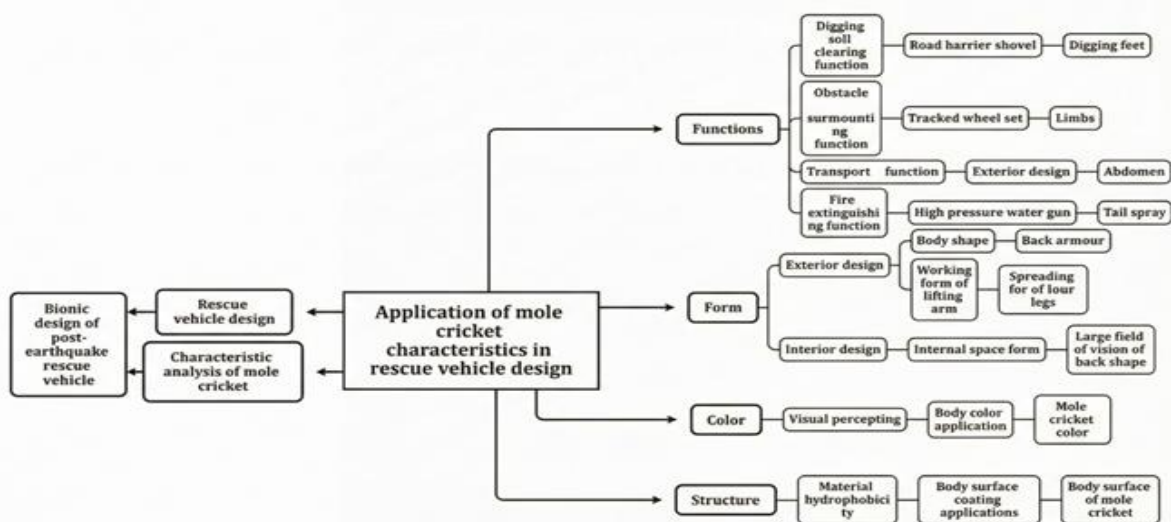 Digging
soll
clearing
function
Road harrier shovel
Digging feet
Obstacle
surmounti
ng
function
Tracked wheel set
Limbs
Functions
Transport function
Exterior design
Abdomen
Fire
extinguishi
ng function
High pressure water gun
Tail spray
Exterior design
Body shape
Back armour
Working
form of
lifting
arm
Spreading
for of lour
legs
Form
Interior design
Internal space form
Large field
of vision of
back shape
Bionic
design of
post-
earthquake
rescue
vehicle
Rescue
vehicle design
Characteristic
analysis of mole
cricket
Application of mole
cricket
characteristics in
rescue vehicle design
Color
Visual percepting
Body color
application
Mole
cricket
color
Structure
Material
hydrophobici
ty
Body surface
coating
applications
Body surface
of mole
cricket